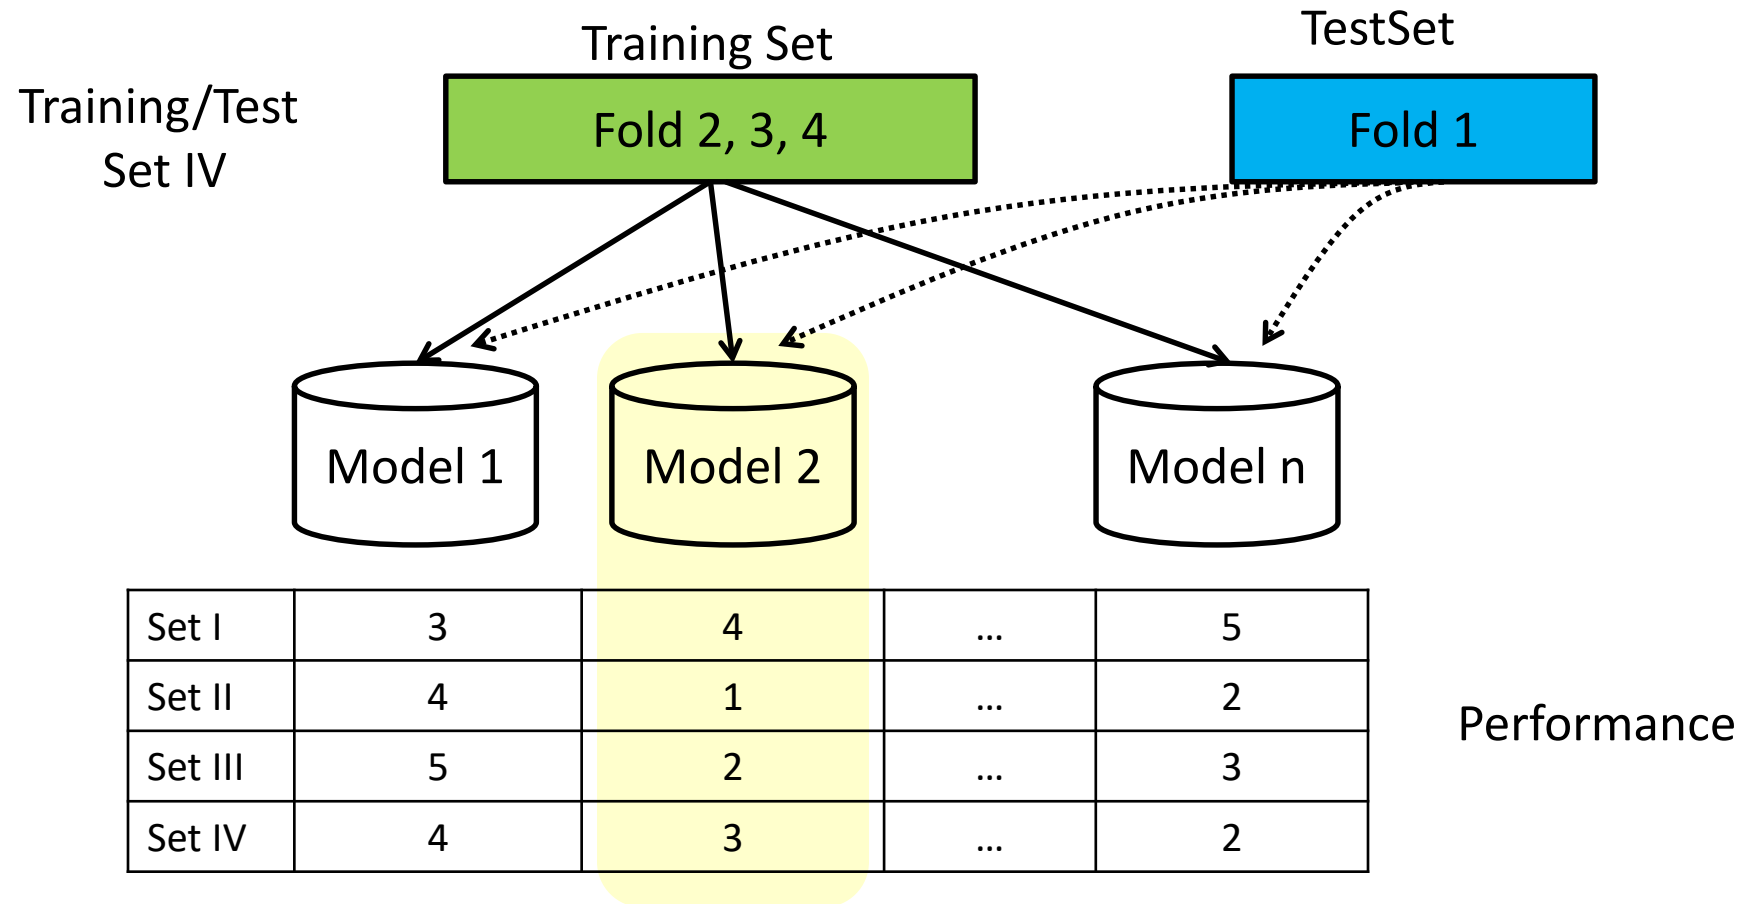 Training Set
TestSet
Training/Test
Set IV
Fold 2, 3, 4
Fold 1
Model 1
Model 2
Model n
Set I 3 4 ... 5
Set II 4 1 ... 2
Set III 5 2 ... 3
Set IV 4 3 ... 2
Performance